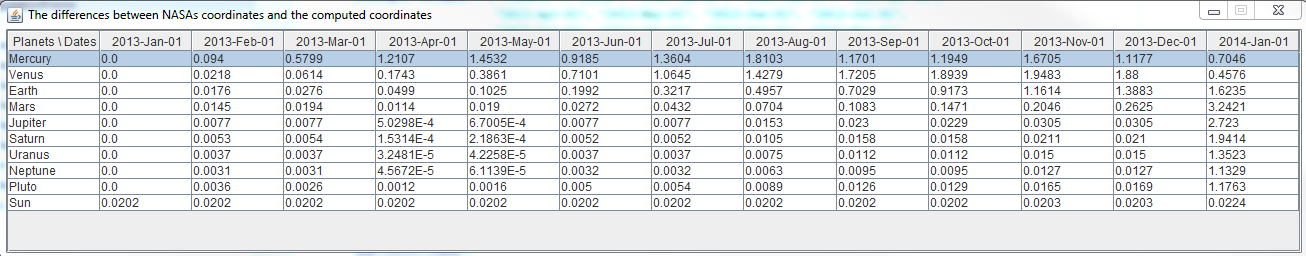 The differences between NASAs coordinates and the computed coordinates
Planets \ Dates 2013-Jan-01 2013-Feb-01 2013-Mar-01 2013-Apr-01 2013-May-01 2013-Jun-01 2013-Jul-01 2013-Aug-01 2013-Sep-01 2013-Oct-01 2013-Nov-01 2013-Dec-01 2014-Jan-01
Mercury 0.0 0.094 0.5799 1.2107 1.4532 0.9185 1.3604 1.8103 1.1701 1.1949 1.6705 1.1177 0.7046
Venus 0.0 0.0218 0.0614 0.1743 0.3861 0.7101 1.0645 1.4279 1.7205 1.8939 1.9483 1.88 0.4576
Earth 0.0 0.0176 0.0276 0.0499 0.1025 0.1992 0.3217 0.4957 0.7029 0.9173 1.1614 1.3883 1.6235
Mars 0.0 0.0145 0.0194 0.0114 0.019 0.0272 0.0432 0.0704 0.1083 0.1471 0.2046 0.2625 3.2421
Jupiter 0.0 0.0077 0.0077 5.0298E-4 6.7005E-4 0.0077 0.0077 0.0153 0.023 0.0229 0.0305 0.0305 2.723
Saturn 0.0 0.0053 0.0054 1.5314E-4 2.1863E-4 0.0052 0.0052 0.0105 0.0158 0.0158 0.0211 0.021 1.9414
Uranus 0.0 0.0037 0.0037 3.2481E-5 4.2258E-5 0.0037 0.0037 0.0075 0.0112 0.0112 0.015 0.015 1.3523
Neptune 0.0 0.0031 0.0031 4.5672E-5 6.1139E-5 0.0032 0.0032 0.0063 0.0095 0.0095 0.0127 0.0127 1.1329
Pluto 0.0 0.0036 0.0026 0.0012 0.0016 0.005 0.0054 0.0089 0.0126 0.0129 0.0165 0.0169 1.1763
Sun 0.0202 0.0202 0.0202 0.0202 0.0202 0.0202 0.0202 0.0202 0.0202 0.0202 0.0203 0.0203 0.0224